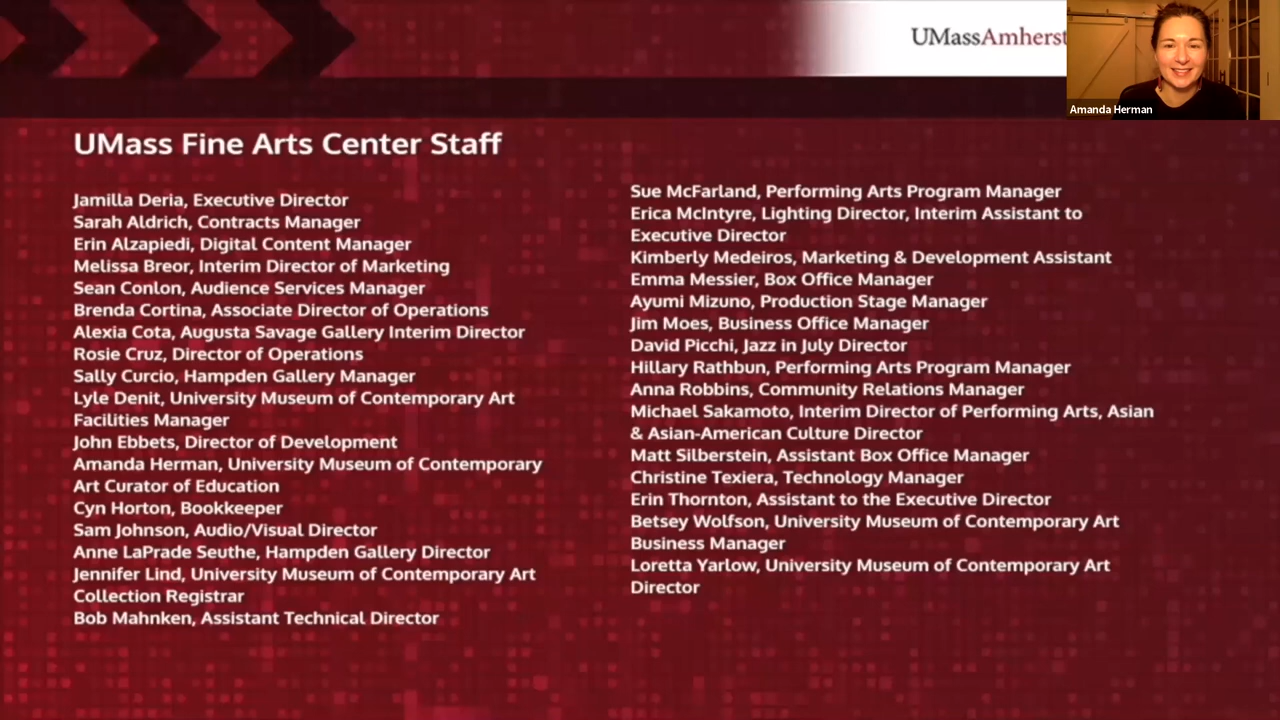 UMassAmherst
Amanda Herman
UMass Fine Arts Center Staff
Jamilla Deria, Executive Director
Sarah Aldrich, Contracts Manager
Erin Alzapiedi, Digital Content Manager
Melissa Breor, Interim Director of Marketing
Sean Conlon, Audience Services Manager
Brenda Cortina, Associate Director of Operations
Alexia Cota, Augusta Savage Gallery Interim Director
Rosie Cruz, Director of Operations
Sally Curcio, Hampden Gallery Manager
Lyle Denit, University Museum of Contemporary Art
Facilities Manager
John Ebbets, Director of Development
Amanda Herman, University Museum of Contemporary
Art Curator of Education
Cyn Horton, Bookkeeper
Sam Johnson, Audio/Visual Director
Anne LaPrade Seuthe, Hampden Gallery Director
Jennifer Lind, University Museum of Contemporary Art
Collection Registrar
Bob Mahnken, Assistant Technical Director
Sue McFarland, Performing Arts Program Manager
Erica McIntyre, Lighting Director, Interim Assistant to
Executive Director
Kimberly Medeiros, Marketing & Development Assistant
Emma Messier, Box Office Manager
Ayumi Mizuno, Production Stage Manager
Jim Moes, Business Office Manager
David Picchi, Jazz in July Director
Hillary Rathbun, Performing Arts Program Manager
Anna Robbins, Community Relations Manager
Michael Sakamoto, Interim Director of Performing Arts, Asian
& Asian-American Culture Director
Matt Silberstein, Assistant Box Office Manager
Christine Texiera, Technology Manager
Erin Thornton, Assistant to the Executive Director
Betsey Wolfson, University Museum of Contemporary Art
Business Manager
Loretta Yarlow, University Museum of Contemporary Art
Director